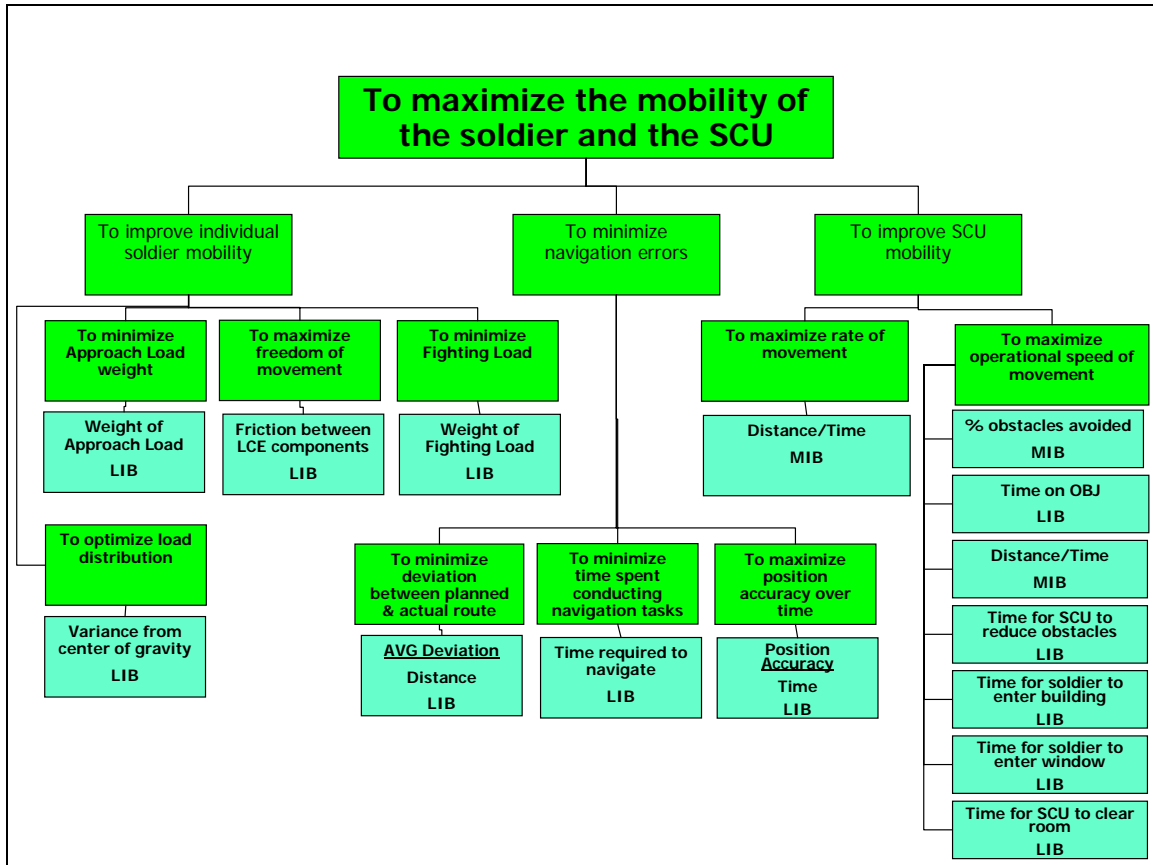 To maximize the mobility of
the soldier and the SCU
To improve individual
soldier mobility
To minimize
navigation errors
To improve SCU
mobility
To minimize
Approach Load
weight
Weight of
Approach Load
LIB
To maximize
freedom of
movement
Friction between
LCE components
LIB
To minimize
Fighting Load
Weight of
Fighting Load
LIB
To optimize load
distribution
Variance from
center of gravity
LIB
To minimize
deviation
between planned
& actual route
AVG Deviation
Distance
LIB
To minimize
time spent
conducting
navigation tasks
Time required to
navigate
LIB
To maximize
position
accuracy over
time
Position
Accuracy
Time
LIB
To maximize rate of
movement
Distance/Time
MIB
To maximize
operational speed of
movement
% obstacles avoided
MIB
Time on OBJ
LIB
Distance/Time
MIB
Time for SCU to
reduce obstacles
LIB
Time for soldier to
enter building
LIB
Time for soldier to
enter window
LIB
Time for SCU to clear
room
LIB